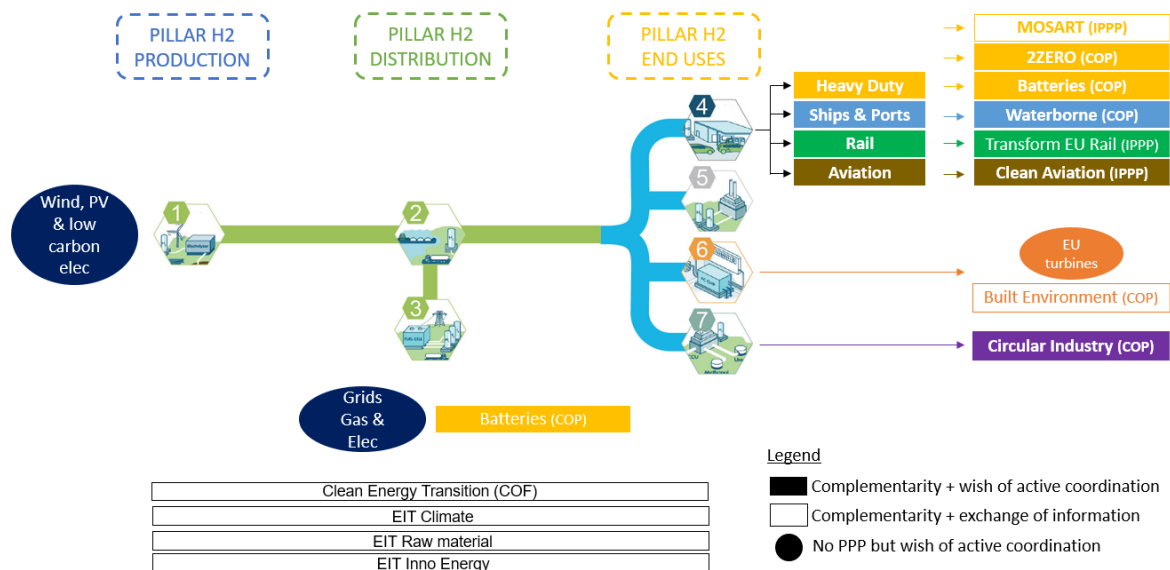 PILLAR H2
PRODUCTION
PILLAR H2
DISTRIBUTION
PILLAR H2
END USES
MOSART (IPPP)
2ZERO (COP)
Heavy Duty
Batteries (COP)
Ships & Ports
Waterborne (COP)
Rail
Transform EU Rail (IPPP)
Aviation
Clean Aviation (IPPP)
4
5
Wind, PV
& low
carbon
elec
1
2
6
EU
turbines
Built Environment (COP)
3
7
Circular Industry (COP)
Grids
Gas &
Elec
Batteries (COP)
Legend
Complementarity + wish of active coordination
Complementarity + exchange of information
No PPP but wish of active coordination
Clean Energy Transition (COF)
EIT Climate
EIT Raw material
EIT Inno Energy